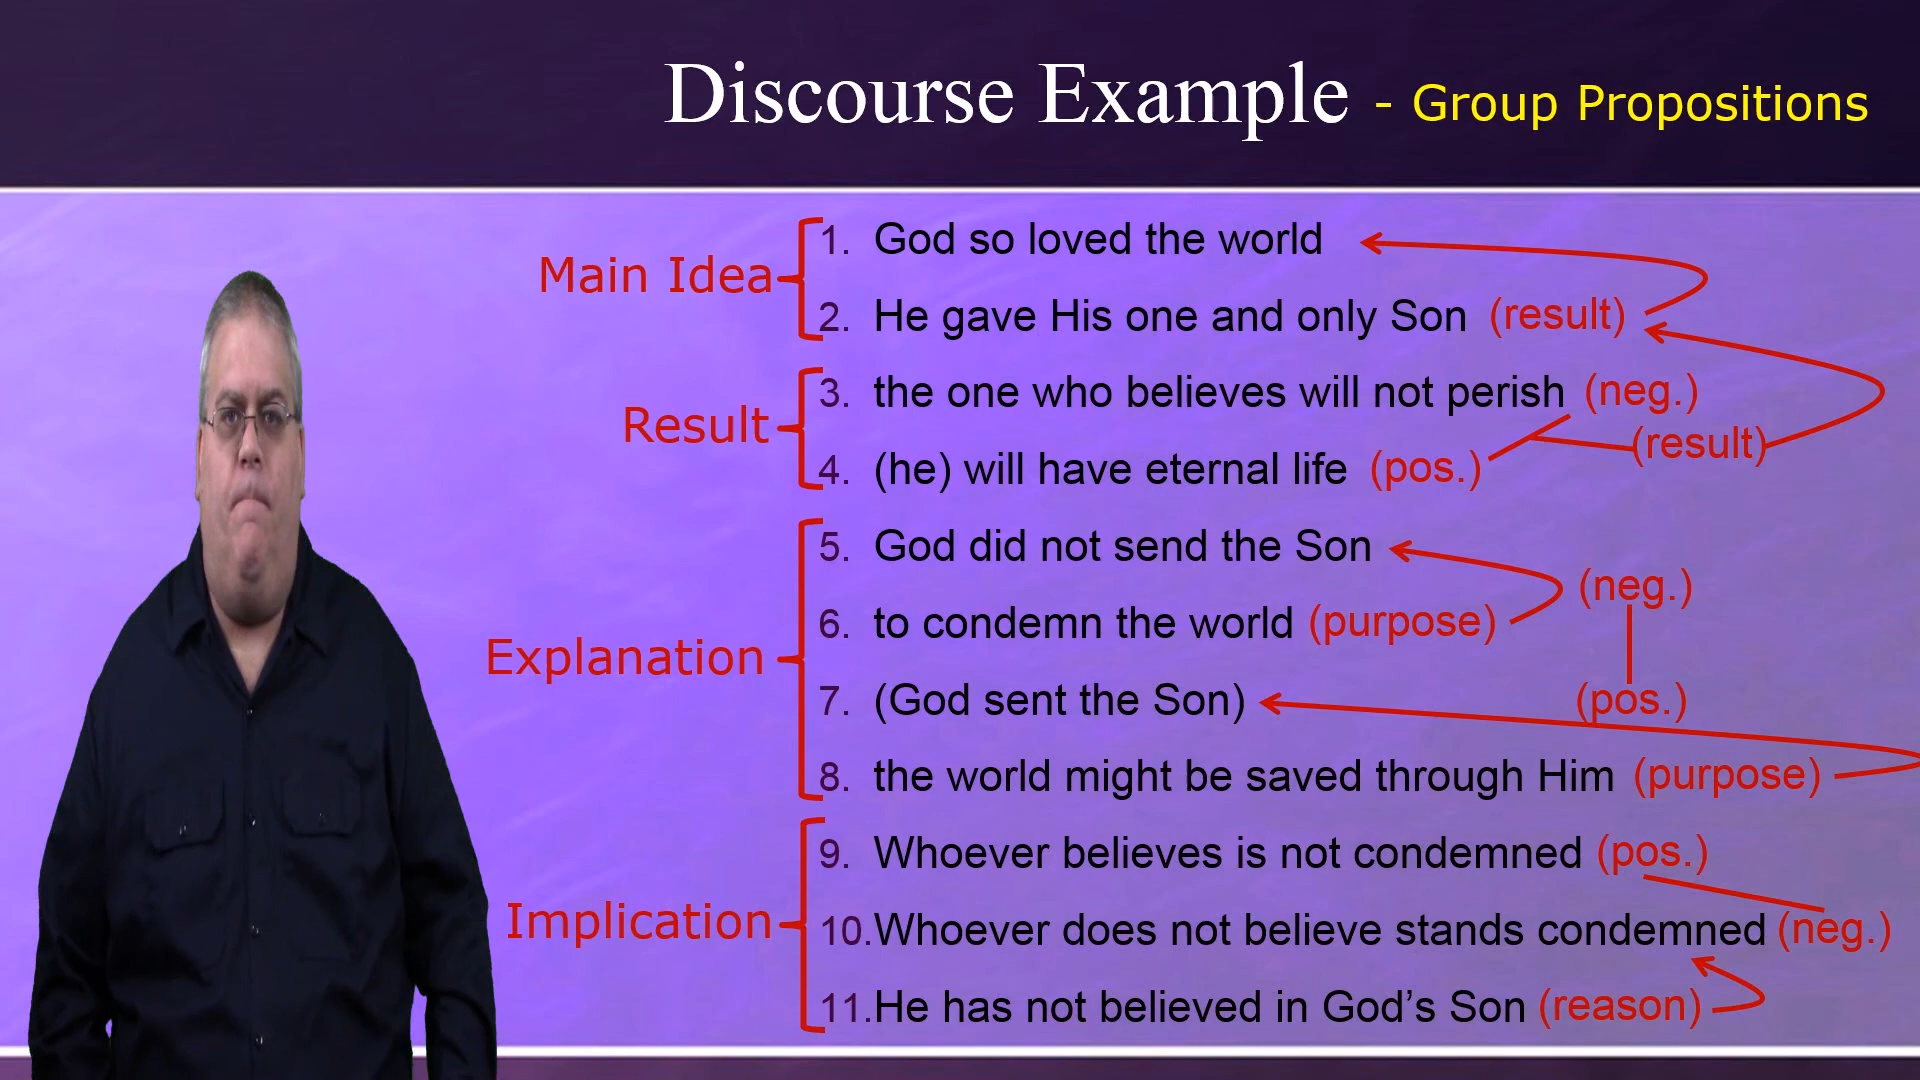 Discourse Example - Group Propositions
Main Idea
1. God so loved the world
2. He gave His one and only Son (result)
Result
3. the one who believes will not perish (neg.)
(result)
4. (he) will have eternal life (pos.)
Explanation
5. God did not send the Son
(neg.)
6. to condemn the world (purpose)
7. (God sent the Son)
(pos.)
8. the world might be saved through Him (purpose)
Implication
9. Whoever believes is not condemned (pos.)
10.Whoever does not believe stands condemned (neg.)
11.He has not believed in God’s Son (reason)